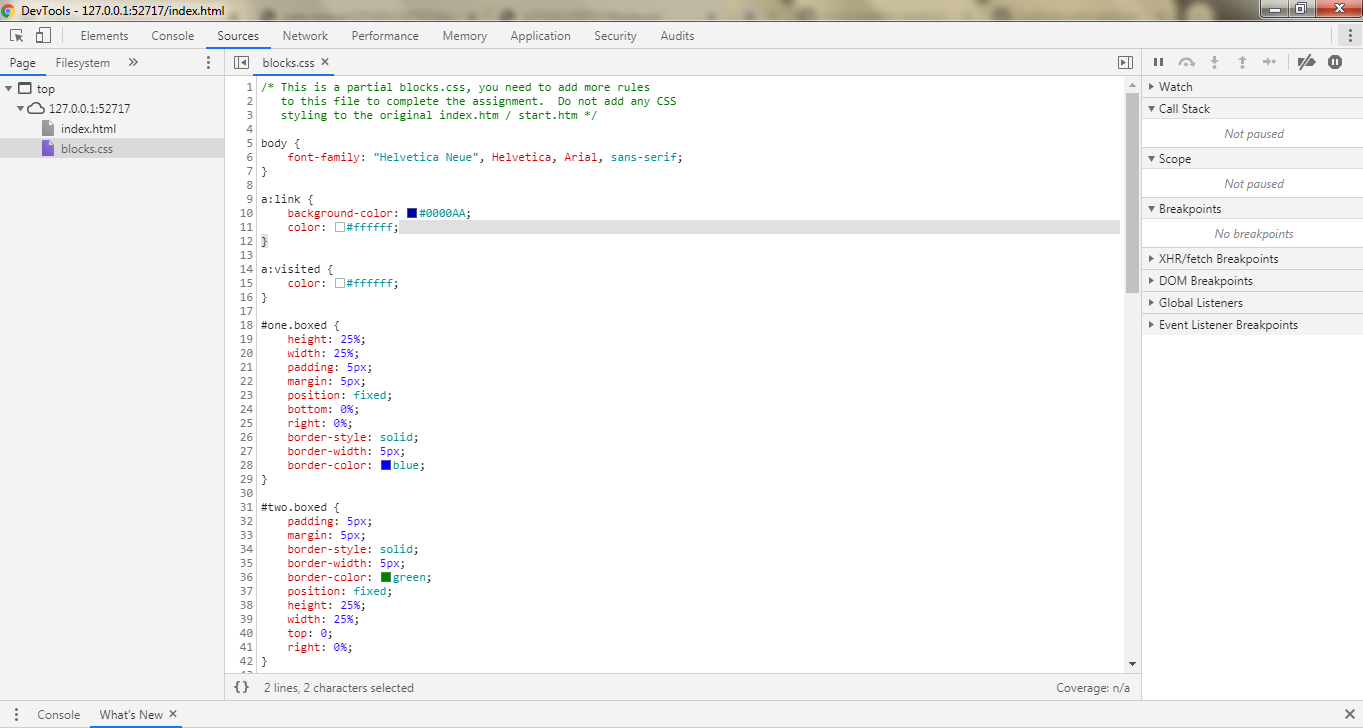 DevTools - 127.0.0.1:52717/index.html
Elements Console Sources Network Performance Memory Application Security Audits
Page Filesystem »
blocks.css ×
top
127.0.0.1:52717
index.html
blocks.css
1 /* This is a partial blocks.css, you need to add more rules
2 to this file to complete the assignment.  Do not add any CSS
3 styling to the original index.htm / start.htm */
4
5 body {
6 font-family: "Helvetica Neue", Helvetica, Arial, sans-serif;
7 }
8
9 a:link {
10 background-color: #0000AA;
11 color: #ffffff;
12 }
13
14 a:visited {
15 color: #ffffff;
16 }
17
18 #one.boxed {
19 height: 25%;
20 width: 25%;
21 padding: 5px;
22 margin: 5px;
23 position: fixed;
24 bottom: 0%;
25 right: 0%;
26 border-style: solid;
27 border-width: 5px;
28 border-color: blue;
29 }
30
31 #two.boxed {
32 padding: 5px;
33 margin: 5px;
34 border-style: solid;
35 border-width: 5px;
36 border-color: green;
37 position: fixed;
38 height: 25%;
39 width: 25%;
40 top: 0;
41 right: 0%;
42 }
{} 2 lines, 2 characters selected
Coverage: n/a
Watch
Call Stack
Not paused
Scope
Not paused
Breakpoints
No breakpoints
XHR/fetch Breakpoints
DOM Breakpoints
Global Listeners
Event Listener Breakpoints
Console What's New ×